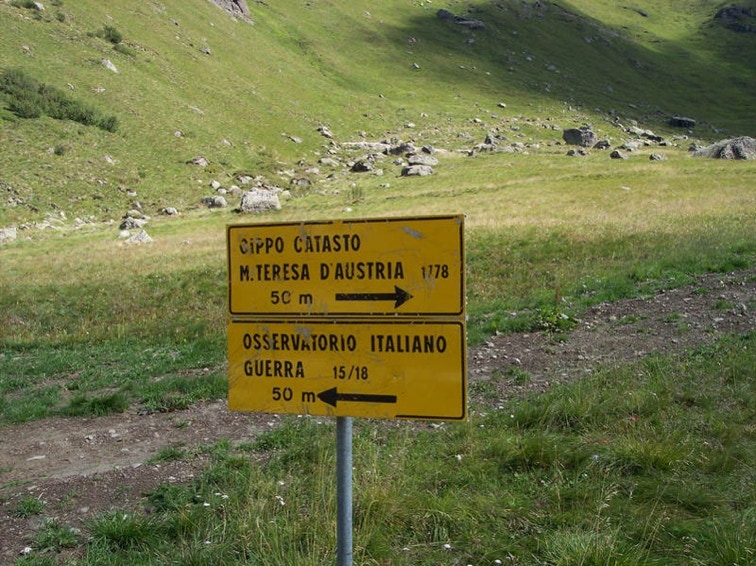 CIPPO CATASTO
M.TERESA D'AUSTRIA 1778
50 m
OSSERVATORIO ITALIANO
GUERRA 15/18
50 m